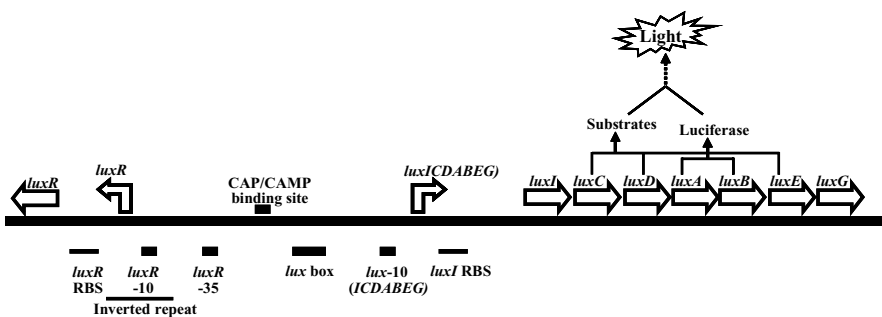 Light
Substrates
Luciferase
luxR
luxR
CAP/CAMP
binding site
luxICDABEG)
luxI
luxC
luxD
luxA
luxB
luxE
luxG
luxR
RBS
luxR
-10
luxR
-35
lux box
lux-10
(ICDABEG)
luxI RBS
Inverted repeat